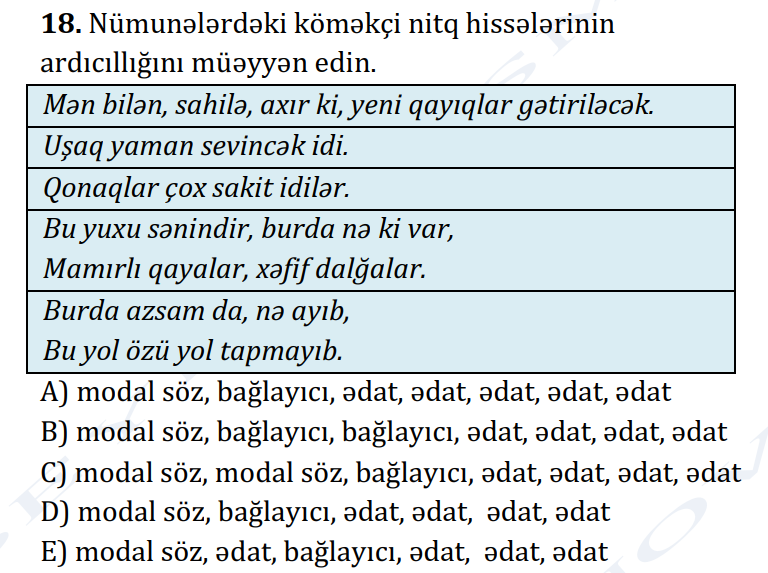 18. Nümunələrdəki köməkçi nitq hissələrinin
ardıcıllığını müəyyən edin.
Mən bilən, sahilə, axır ki, yeni qayıqlar gətiriləcək.
Uşaq yaman sevincək idi.
Qonaqlar çox sakit idilər.
Bu yuxu sənindir, burda nə ki var,
Mamırlı qayalar, xəfif dalğalar.
Burda azsam da, nə ayıb,
Bu yol özü yol tapmayıb.
A) modal söz, bağlayıcı, ədat, ədat, ədat, ədat, ədat
B) modal söz, bağlayıcı, bağlayıcı, ədat, ədat, ədat, ədat
C) modal söz, modal söz, bağlayıcı, ədat, ədat, ədat, ədat
D) modal söz, bağlayıcı, ədat, ədat, ədat, ədat
E) modal söz, ədat, bağlayıcı, ədat, ədat, ədat